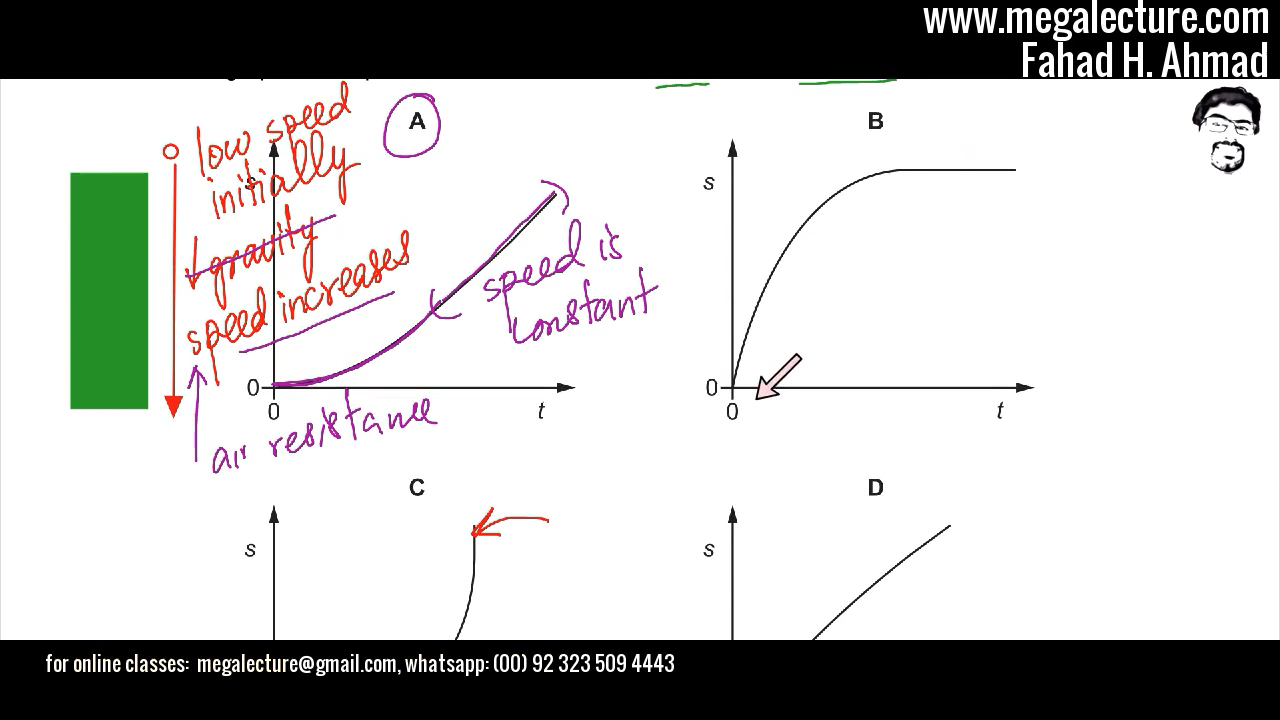 www.megalecture.com
Fahad H. Ahmad
A
B
low speed
initially
gravity
speed increases
speed is
constant
air resistance
s
0
0
t
s
0
0
t
C
D
s
s
for online classes: megalecture@gmail.com, whatsapp: (00) 92 323 509 4443